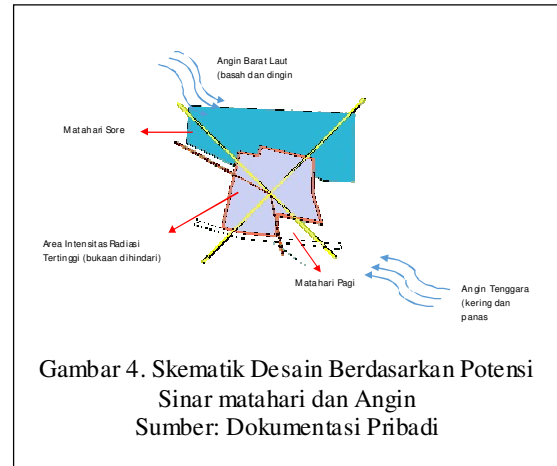 Angin Barat Laut
(basah dan dingin
Matahari Sore
Area Intensitas Radiasi
Tertinggi (bukaan dihindari)
Matahari Pagi
Angin Tenggara
(kering dan
panas
Gambar 4. Skematik Desain Berdasarkan Potensi
Sinar matahari dan Angin
Sumber: Dokumentasi Pribadi